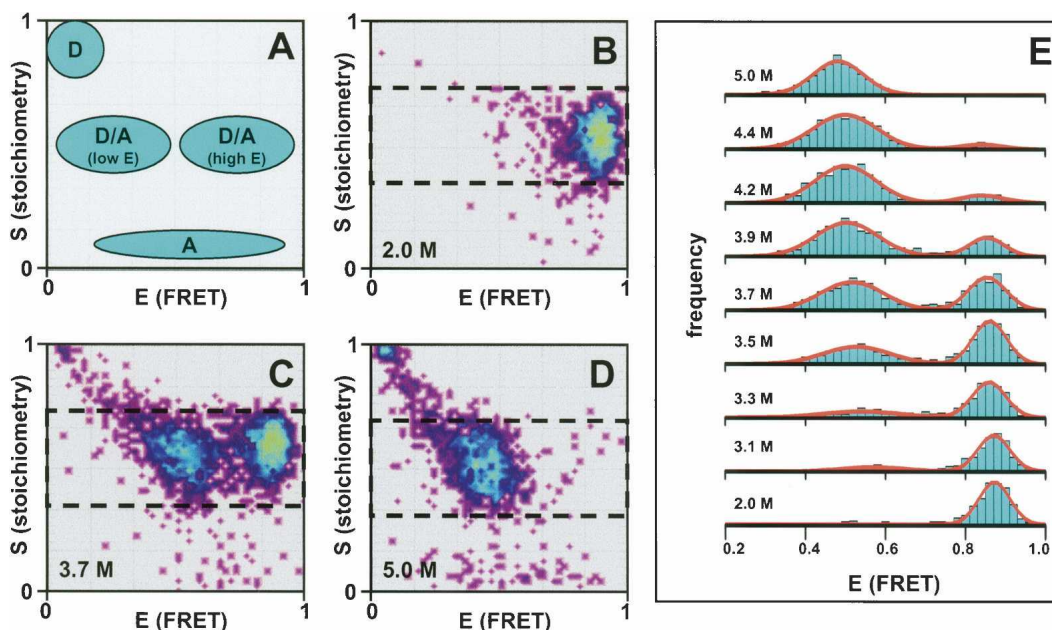 A
1
D
D/A
(low E)
D/A
(high E)
A
0
0
1
S (stoichiometry)
E (FRET)
B
1
2.0 M
0
0
1
S (stoichiometry)
E (FRET)
C
1
3.7 M
0
0
1
S (stoichiometry)
E (FRET)
D
1
5.0 M
0
0
1
S (stoichiometry)
E (FRET)
E
5.0 M
4.4 M
4.2 M
3.9 M
3.7 M
3.5 M
3.3 M
3.1 M
2.0 M
frequency
0.2 0.4 0.6 0.8 1.0
E (FRET)